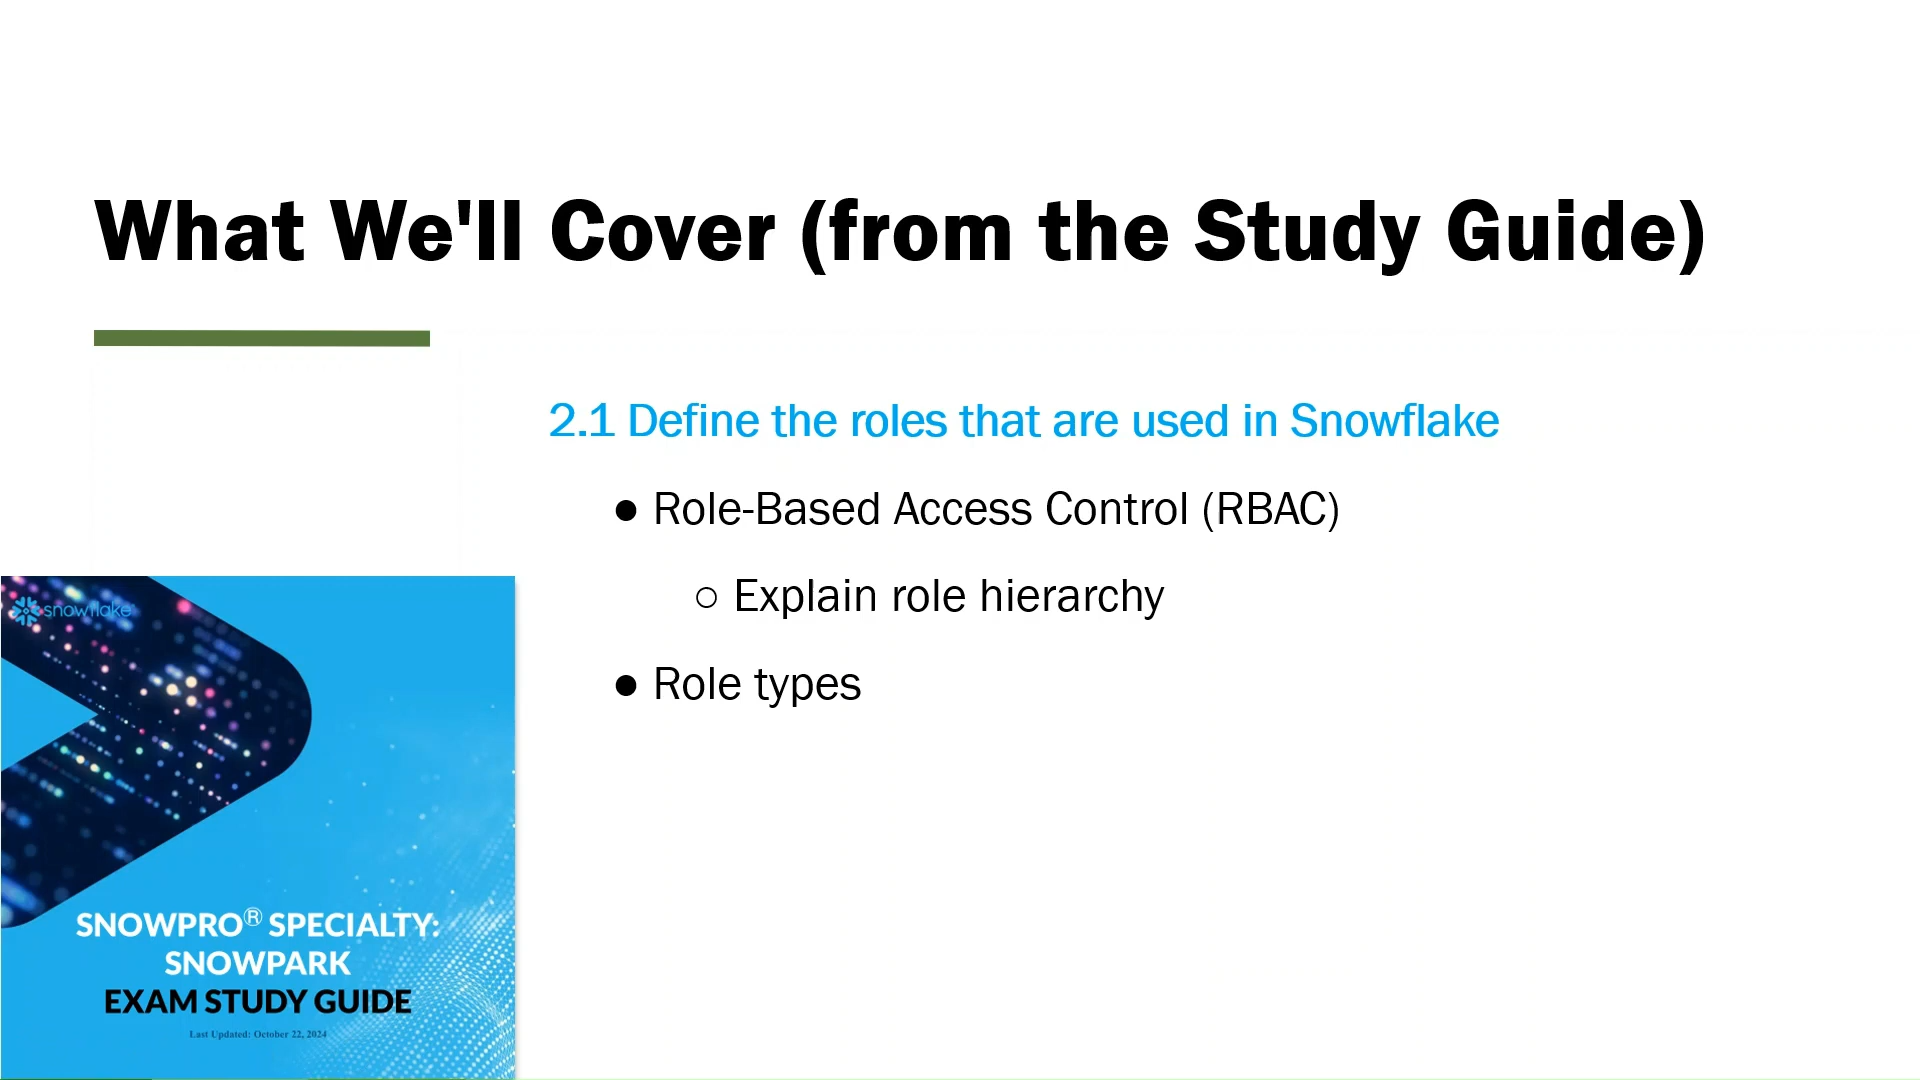 What We'll Cover (from the Study Guide)
2.1 Define the roles that are used in Snowflake
● Role-Based Access Control (RBAC)
○ Explain role hierarchy
● Role types
snowflake
SNOWPRO® SPECIALTY:
SNOWPARK
EXAM STUDY GUIDE
Last Updated: October 22, 2024